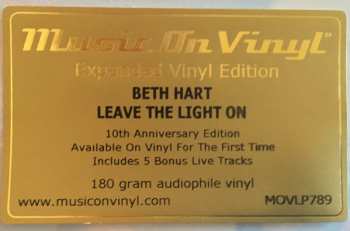 Music On Vinyl®
Expanded Vinyl Edition
BETH HART
LEAVE THE LIGHT ON
10th Anniversary Edition
Available On Vinyl For The First Time
Includes 5 Bonus Live Tracks
180 gram audiophile vinyl
www.musiconvinyl.com MOVLP789